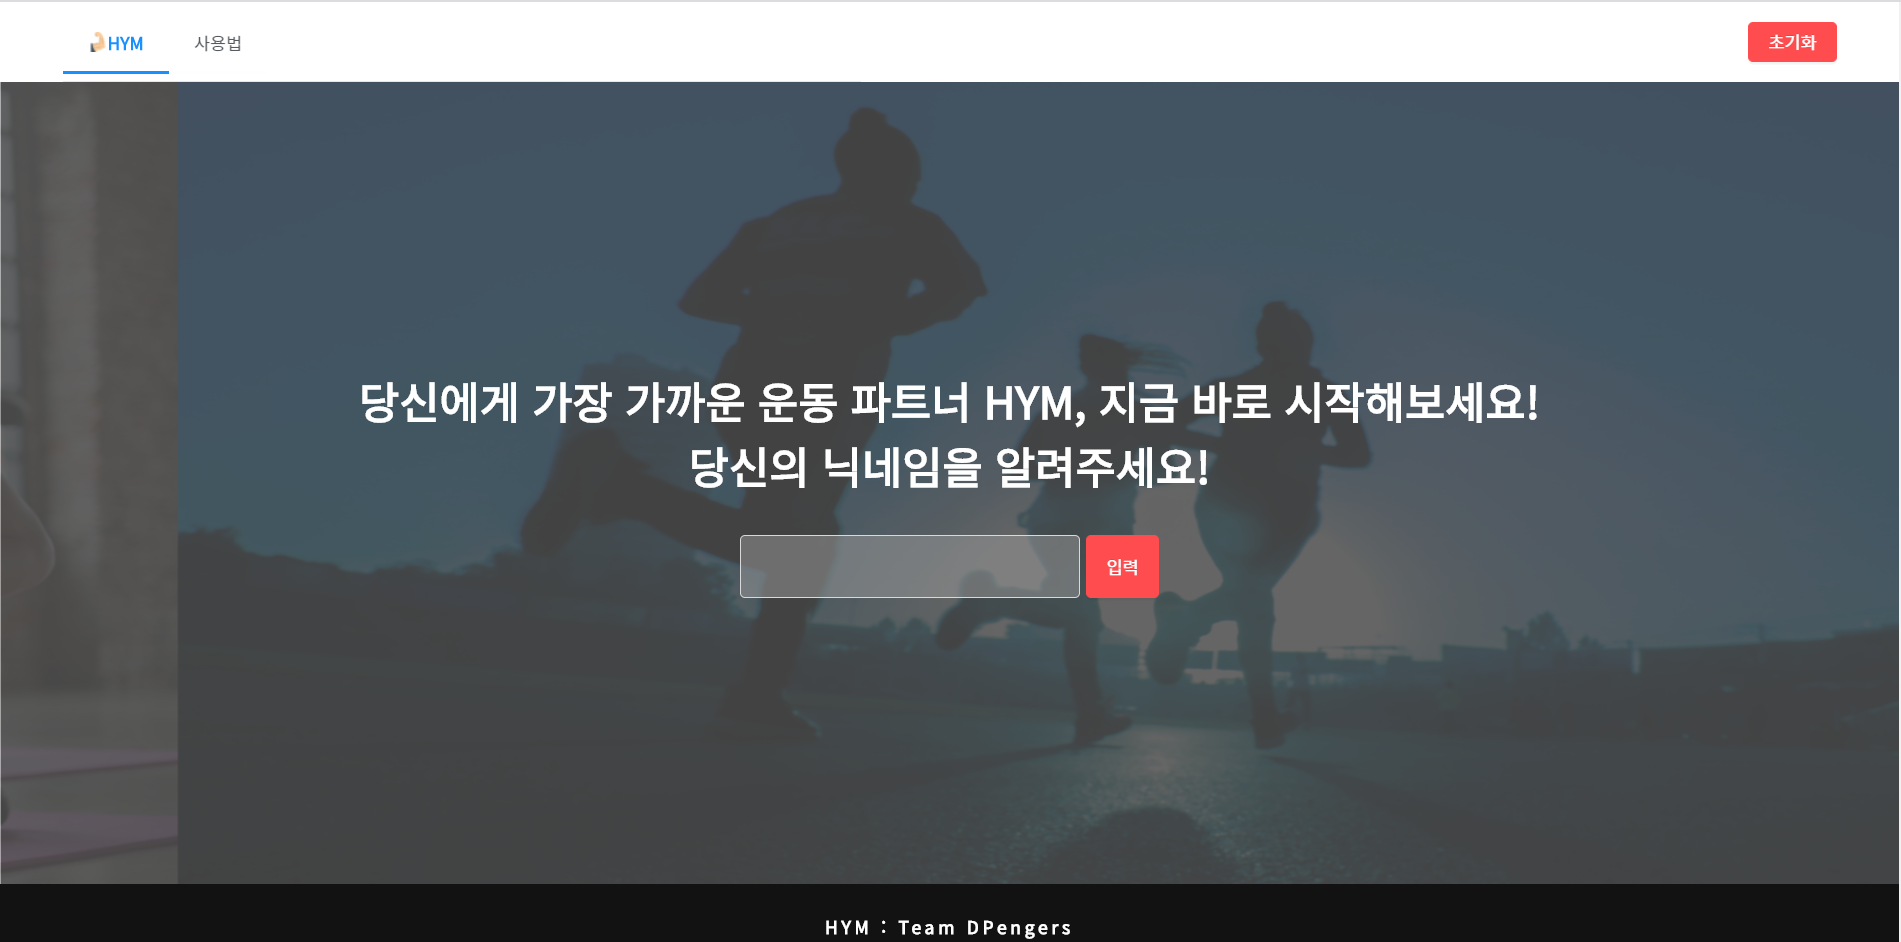 HYM
사용법
초기화
당신에게 가장 가까운 운동 파트너 HYM, 지금 바로 시작해보세요!
당신의 닉네임을 알려주세요!
입력
HYM : Team DPengers